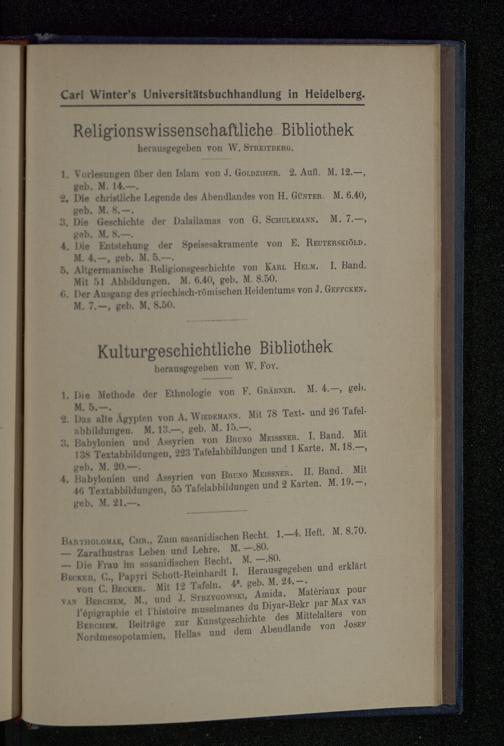 Carl Winter's Universitätsbuchhandlung in Heidelberg.
Religionswissenschaftliche Bibliothek
herausgegeben von W. Streitberg.
1. Vorlesungen über den Islam von J. Goldziher. 2. Aufl. M. 12.—,
geb. M. 14.—.
2. Die christliche Legende des Abendlandes von H. Günter. M. 6.40,
geb. M. 8.—.
3. Die Geschichte der Dalailamas von G. Schulemann. M. 7.—,
geb. M. 8.—.
4. Die Entstehung der Speisesakramente von E. Reuterskiöld.
M. 4.—, geb. M. 5.—.
5. Altgermanische Religionsgeschichte von Karl Helm. I. Band.
Mit 51 Abbildungen. M. 6.40, geb. M. 8.50.
6. Der Ausgang des griechisch-römischen Heidentums von J. Geffcken.
M. 7.—, geb. M. 8.50.
Kulturgeschichtliche Bibliothek
herausgegeben von W. Foy.
1. Die Methode der Ethnologie von F. Gräbner. M. 4.—, geb.
M. 5.—.
2. Das alte Ägypten von A. Wiedemann. Mit 78 Text- und 26 Tafel-
abbildungen. M. 13.—, geb. M. 15.—.
3. Babylonien und Assyrien von Bruno Meissner. I. Band. Mit
138 Textabbildungen, 223 Tafelabbildungen und 1 Karte. M. 18.—,
geb. M. 20.—.
4. Babylonien und Assyrien von Bruno Meissner. II. Band. Mit
46 Textabbildungen, 55 Tafelabbildungen und 2 Karten. M. 19.—,
geb. M. 21.—.
Bartholomae, Chr., Zum sasanidischen Recht. 1.—4. Heft. M. 8.70.
— Zarathustras Leben und Lehre. M. —.80.
— Die Frau im sasanidischen Recht. M. —.80.
Becker, C., Papyri Schott-Reinhardt I. Herausgegeben und erklärt
von C. Becker. Mit 12 Tafeln. 4°. geb. M. 24.—.
van Berchem, M., und J. Strzygowski, Amida. Matériaux pour
l'épigraphie et l'histoire muselmanes du Diyar-Bekr par Max van
Berchem. Beiträge zur Kunstgeschichte des Mittelalters von
Nordmesopotamien, Hellas und dem Abendlande von Josef